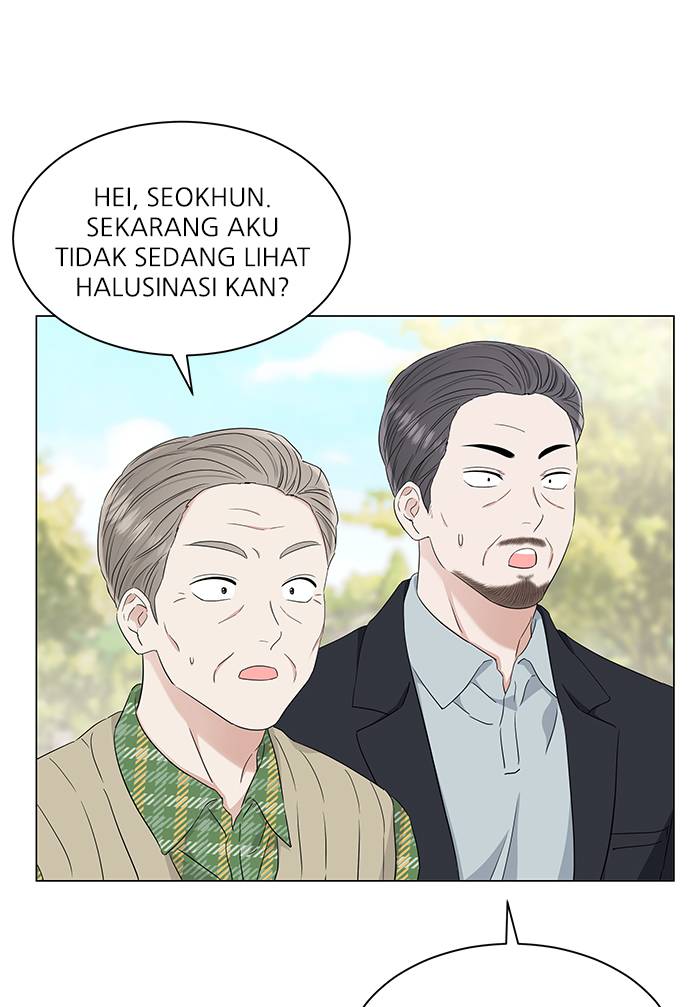 HEI, SEOKHUN.
SEKARANG AKU
TIDAK SEDANG LIHAT
HALUSINASI KAN?